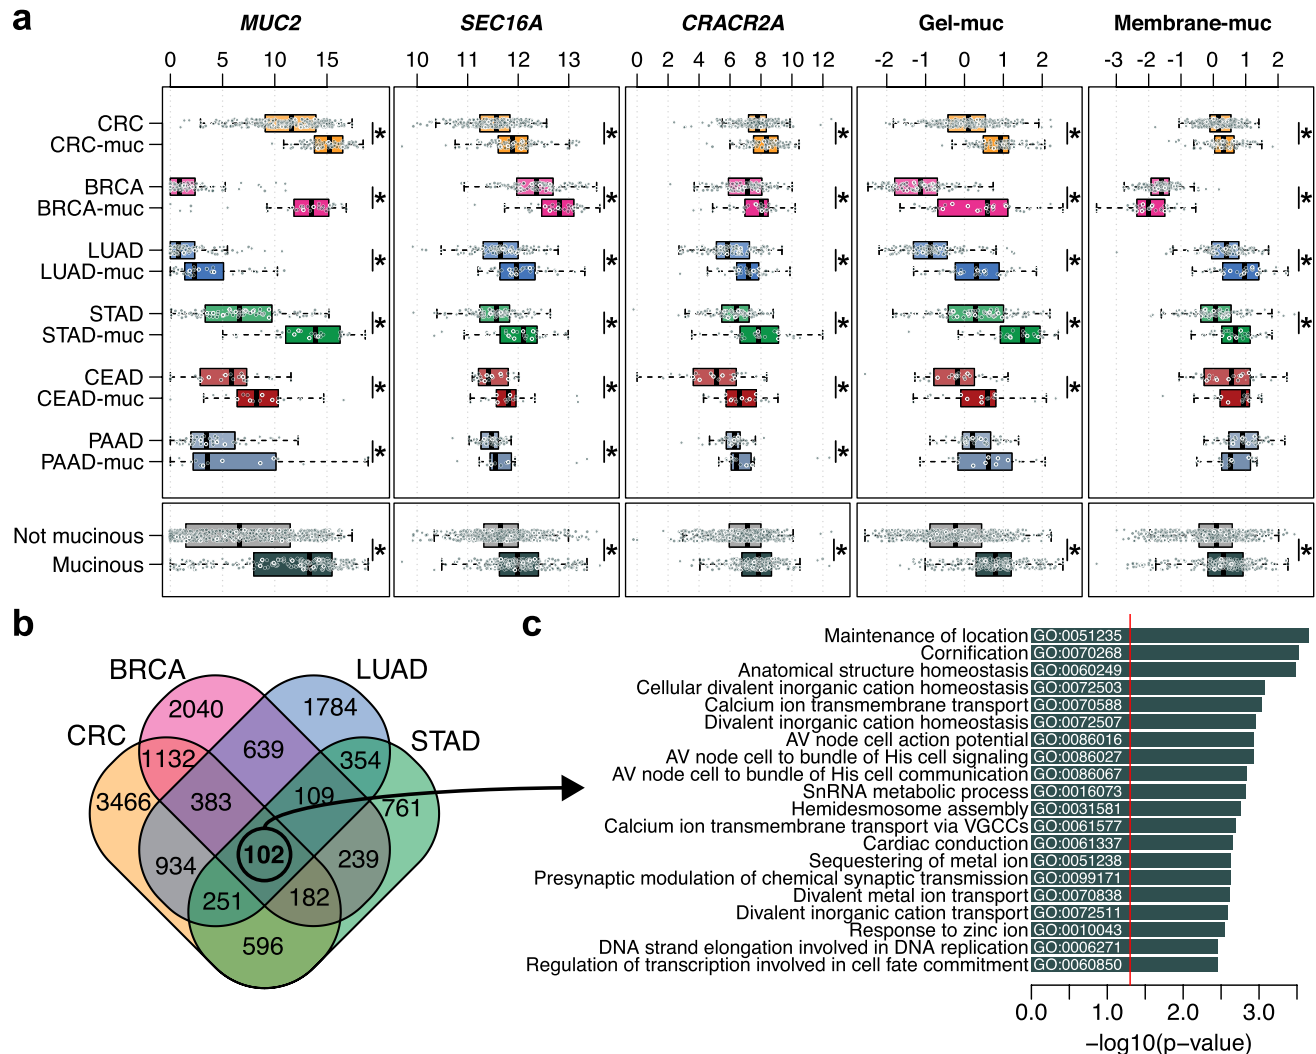 a
MUC2 SEC16A CRACR2A Gel-muc Membrane-muc
0 5 10 15 10 11 12 13 0 2 4 6 8 10 12 -2 -1 0 1 2 -3 -2 -1 0 1 2
CRC * * * * *
CRC-muc
BRCA * * * * *
BRCA-muc
LUAD * * * * *
LUAD-muc
STAD * * * * *
STAD-muc
CEAD * * * *
CEAD-muc
PAAD * * *
PAAD-muc
Not mucinous * * * * *
Mucinous
b
BRCA LUAD
CRC STAD
2040 1784
1132 639 354
3466 383 109 761
934 102 239
251 182
596
c
Maintenance of location GO:0051235
Cornification GO:0070268
Anatomical structure homeostasis GO:0060249
Cellular divalent inorganic cation homeostasis GO:0072503
Calcium ion transmembrane transport GO:0070588
Divalent inorganic cation homeostasis GO:0072507
AV node cell action potential GO:0086016
AV node cell to bundle of His cell signaling GO:0086027
AV node cell to bundle of His cell communication GO:0086067
SnRNA metabolic process GO:0016073
Hemidesmosome assembly GO:0031581
Calcium ion transmembrane transport via VGCCs GO:0061577
Cardiac conduction GO:0061337
Sequestering of metal ion GO:0051238
Presynaptic modulation of chemical synaptic transmission GO:0099171
Divalent metal ion transport GO:0070838
Divalent inorganic cation transport GO:0072511
Response to zinc ion GO:0010043
DNA strand elongation involved in DNA replication GO:0006271
Regulation of transcription involved in cell fate commitment GO:0060850
0.0 1.0 2.0 3.0
−log10(p−value)